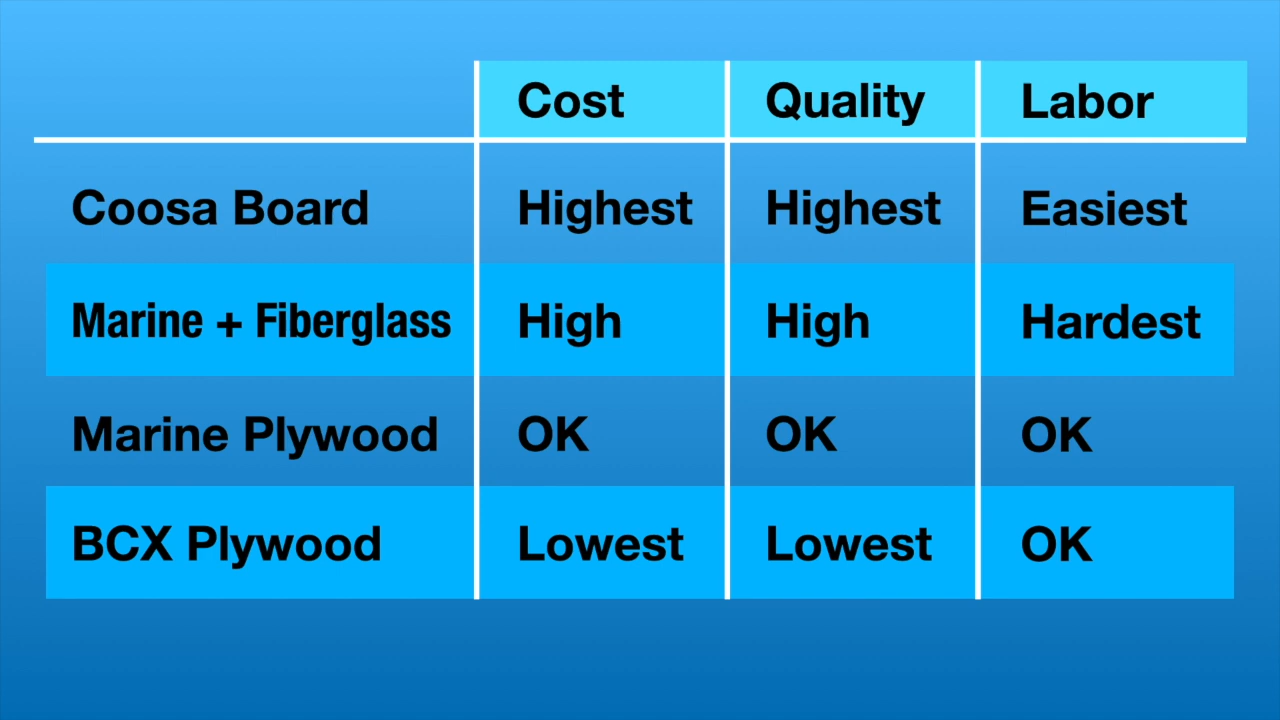 Cost Quality Labor
Coosa Board Highest Highest Easiest
Marine + Fiberglass High High Hardest
Marine Plywood OK OK OK
BCX Plywood Lowest Lowest OK